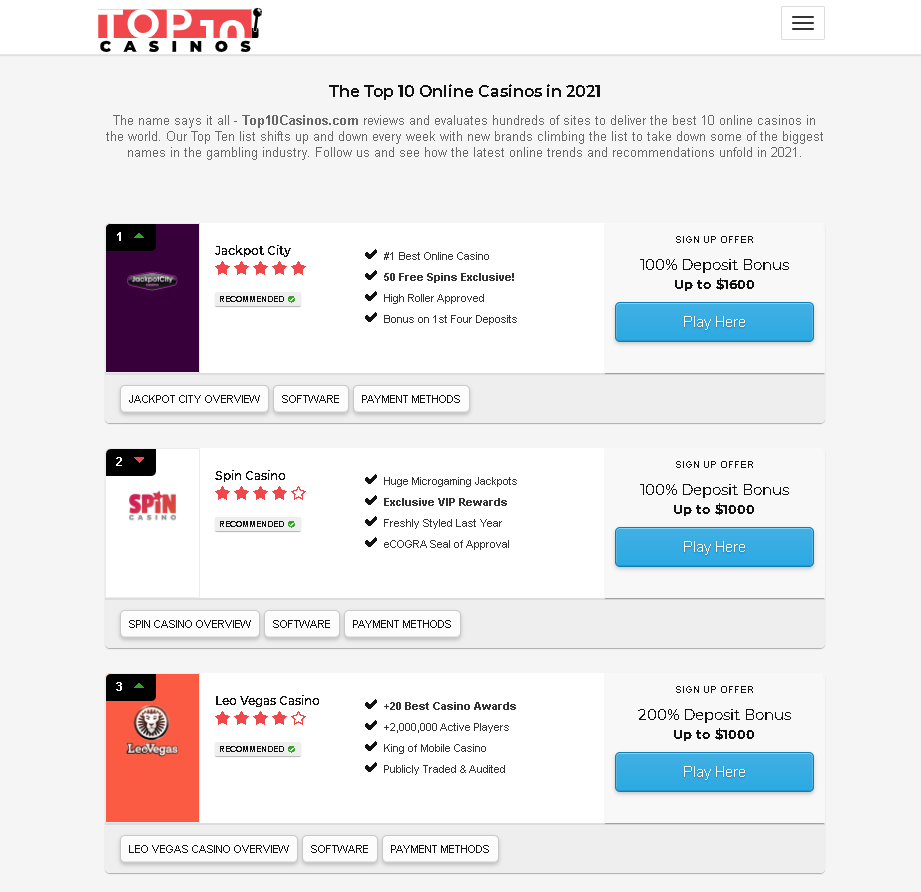 TOP10
CASINOS
The Top 10 Online Casinos in 2021
The name says it all - Top10Casinos.com reviews and evaluates hundreds of sites to deliver the best 10 online casinos in
the world. Our Top Ten list shifts up and down every week with new brands climbing the list to take down some of the biggest
names in the gambling industry. Follow us and see how the latest online trends and recommendations unfold in 2021.
1
JackpotCity
Jackpot City
RECOMMENDED
#1 Best Online Casino
50 Free Spins Exclusive!
High Roller Approved
Bonus on 1st Four Deposits
SIGN UP OFFER
100% Deposit Bonus
Up to $1600
Play Here
JACKPOT CITY OVERVIEW
SOFTWARE
PAYMENT METHODS
2
SPIN
CASINO
Spin Casino
RECOMMENDED
Huge Microgaming Jackpots
Exclusive VIP Rewards
Freshly Styled Last Year
eCOGRA Seal of Approval
SIGN UP OFFER
100% Deposit Bonus
Up to $1000
Play Here
SPIN CASINO OVERVIEW
SOFTWARE
PAYMENT METHODS
3
LeoVegas
Leo Vegas Casino
RECOMMENDED
+20 Best Casino Awards
+2,000,000 Active Players
King of Mobile Casino
Publicly Traded & Audited
SIGN UP OFFER
200% Deposit Bonus
Up to $1000
Play Here
LEO VEGAS CASINO OVERVIEW
SOFTWARE
PAYMENT METHODS